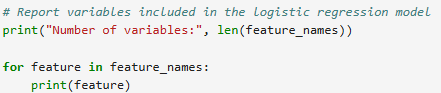 # Report variables included in the logistic regression model
print("Number of variables:", len(feature_names))
for feature in feature_names:
    print(feature)